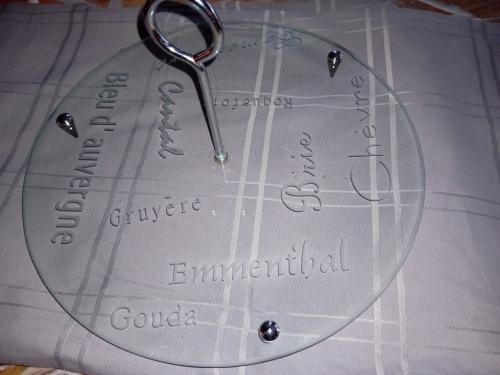 Roquefort
Bleu d'auvergne
Cantal
Chèvre
Brie
Gruyère
Emmenthal
Gouda